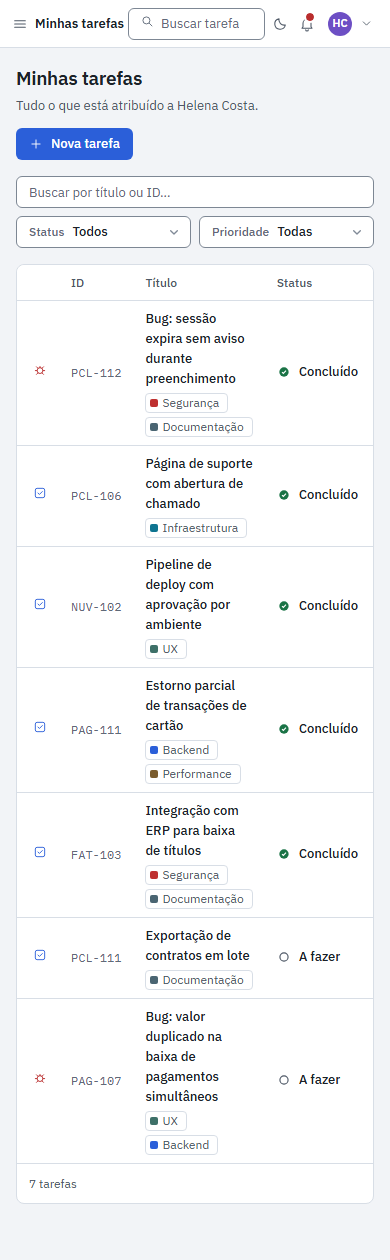 Minhas tarefas
Buscar tarefa
HC
Minhas tarefas
Tudo o que está atribuído a Helena Costa.
Nova tarefa
Buscar por título ou ID...
Status Todos
Prioridade Todas
ID Título Status
Bug: sessão
expira sem aviso
durante
preenchimento
PCL-112
Concluído
Segurança
Documentação
Página de suporte
com abertura de
chamado
PCL-106
Concluído
Infraestrutura
Pipeline de
deploy com
aprovação por
ambiente
NUV-102
Concluído
UX
Estorno parcial
de transações de
cartão
PAG-111
Concluído
Backend
Performance
Integração com
ERP para baixa
de títulos
FAT-103
Concluído
Segurança
Documentação
Exportação de
contratos em lote
PCL-111
A fazer
Documentação
Bug: valor
duplicado na
baixa de
pagamentos
simultâneos
PAG-107
A fazer
UX
Backend
7 tarefas